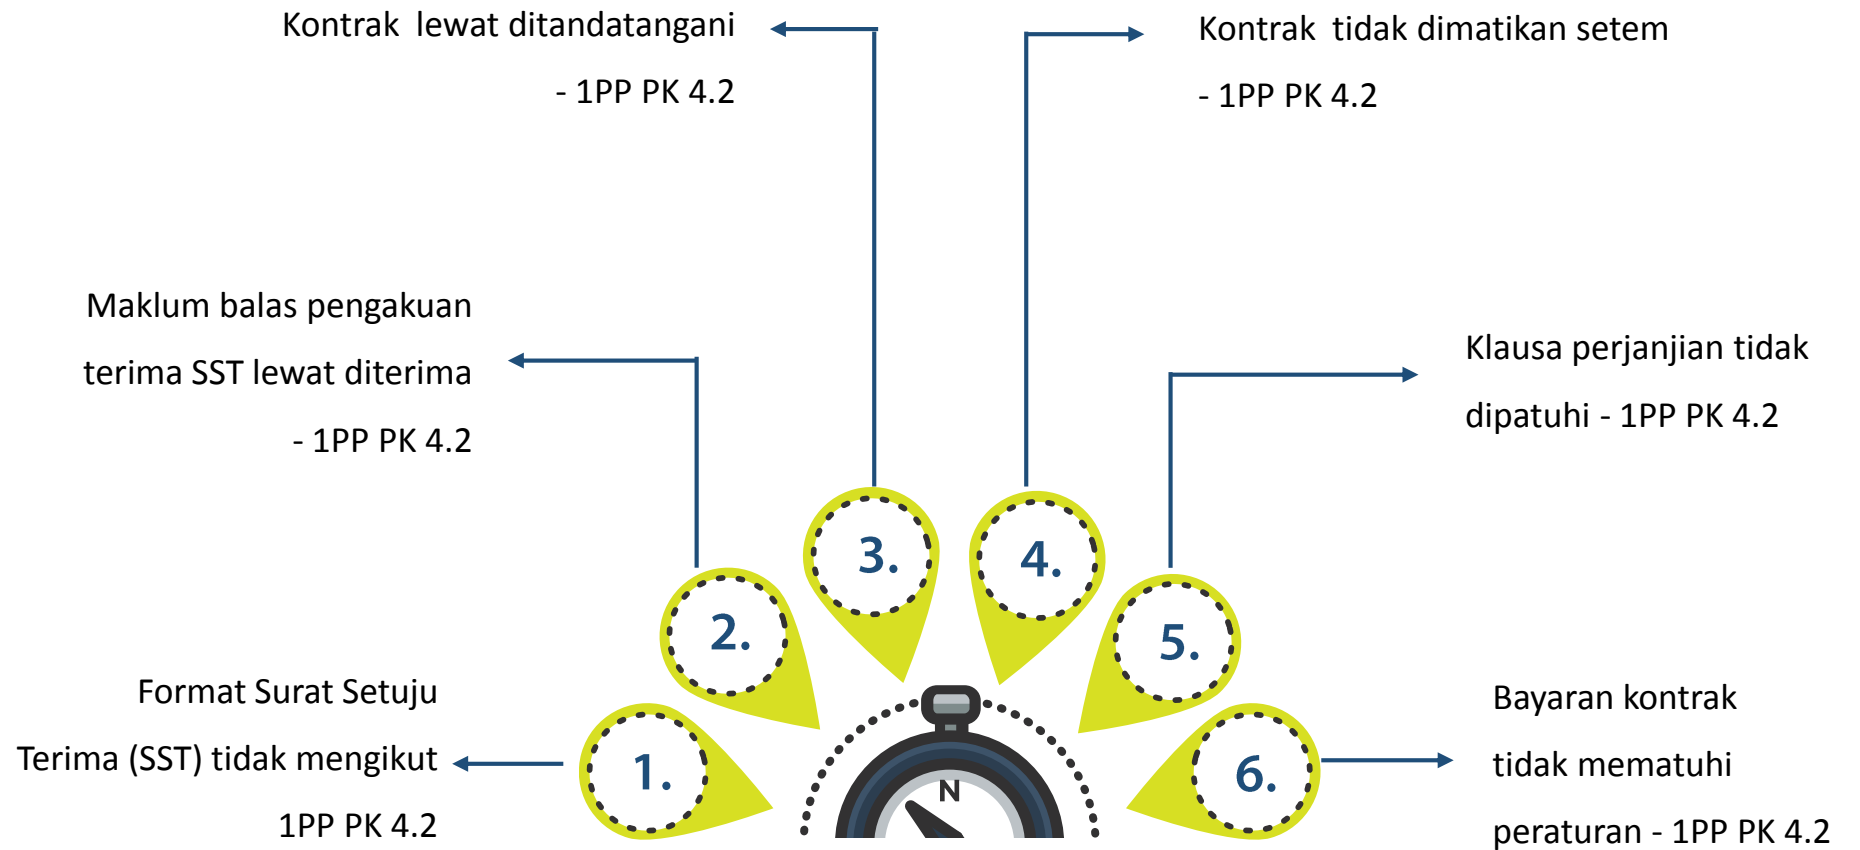 Kontrak lewat ditandatangani
- 1PP PK 4.2
Kontrak tidak dimatikan setem
- 1PP PK 4.2
Maklum balas pengakuan
terima SST lewat diterima
- 1PP PK 4.2
Klausa perjanjian tidak
dipatuhi - 1PP PK 4.2
3.
4.
2.
5.
Format Surat Setuju
Terima (SST) tidak mengikut
1PP PK 4.2
1.
6.
N
Bayaran kontrak
tidak mematuhi
peraturan - 1PP PK 4.2